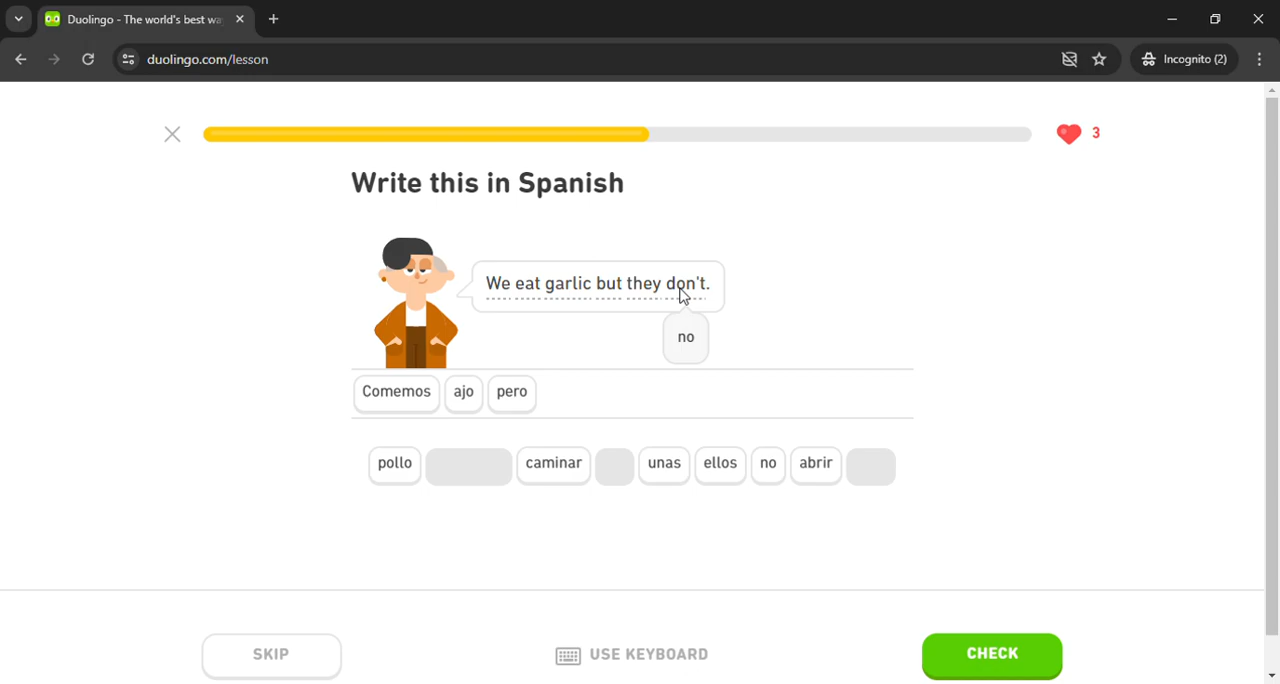 Duolingo - The world's best wa
duolingo.com/lesson
Incognito (2)
3
Write this in Spanish
We eat garlic but they don't.
no
Comemos ajo pero
pollo caminar unas ellos no abrir
SKIP USE KEYBOARD CHECK